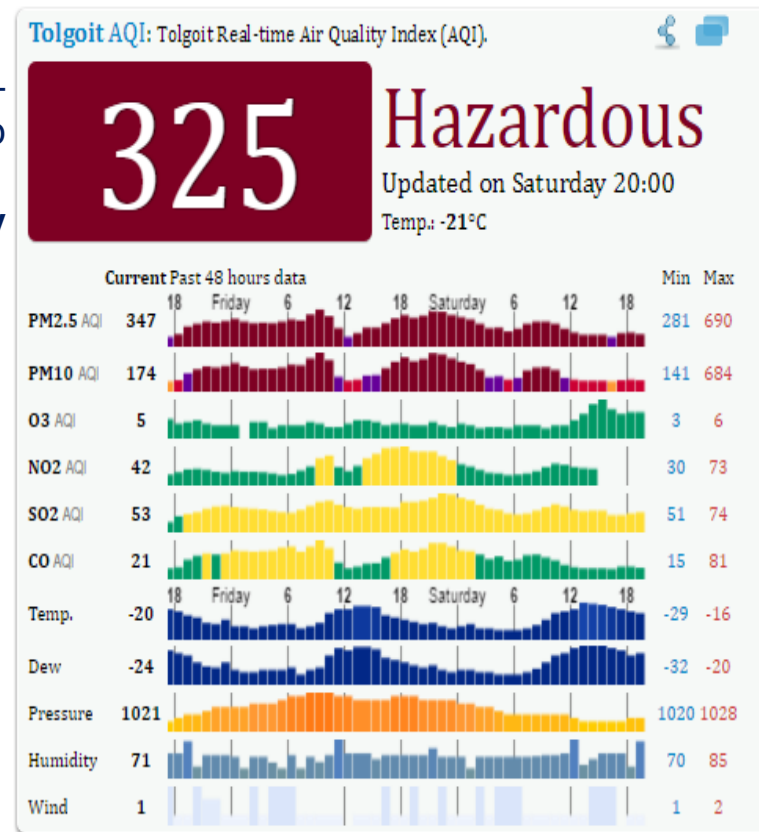 Tolgoit AQI: Tolgoit Real-time Air Quality Index (AQI).
325
Hazardous
Updated on Saturday 20:00
Temp.: -21°C
Current Past 48 hours data Min Max
18 Friday 6 12 18 Saturday 6 12 18
PM2.5 AQI 347 281 690
PM10 AQI 174 141 684
O3 AQI 5 3 6
NO2 AQI 42 30 73
SO2 AQI 53 51 74
CO AQI 21 15 81
18 Friday 6 12 18 Saturday 6 12 18
Temp. -20 -29 -16
Dew -24 -32 -20
Pressure 1021 1020 1028
Humidity 71 70 85
Wind 1 1 2